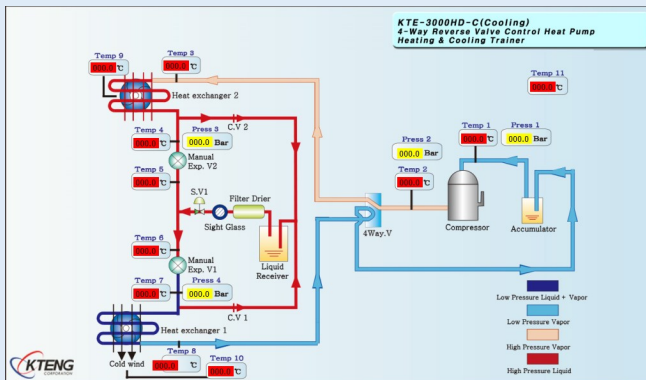 KTE-3000HD-C(Cooling)
4-Way Reverse Valve Control Heat Pump
Heating & Cooling Trainer
Temp 9
000.0 ℃
Temp 3
000.0 ℃
Temp 11
000.0 ℃
Heat exchanger 2
C.V 2
Temp 4
000.0 ℃
Press 3
000.0 Bar
Manual
Exp. V2
Temp 5
000.0 ℃
Press 2
000.0 Bar
Temp 1
000.0 ℃
Press 1
000.0 Bar
Temp 2
000.0 ℃
S.V1
Filter Drier
Sight Glass
4Way.V
Compressor
Accumulator
Temp 6
000.0 ℃
Manual
Exp. V1
Liquid
Receiver
Temp 7
000.0 ℃
Press 4
000.0 Bar
C.V 1
Heat exchanger 1
Cold wind
Temp 8
000.0 ℃
Temp 10
000.0 ℃
Low Pressure Liquid + Vapor
Low Pressure Vapor
High Pressure Vapor
High Pressure Liquid
KTENG
CORPORATION